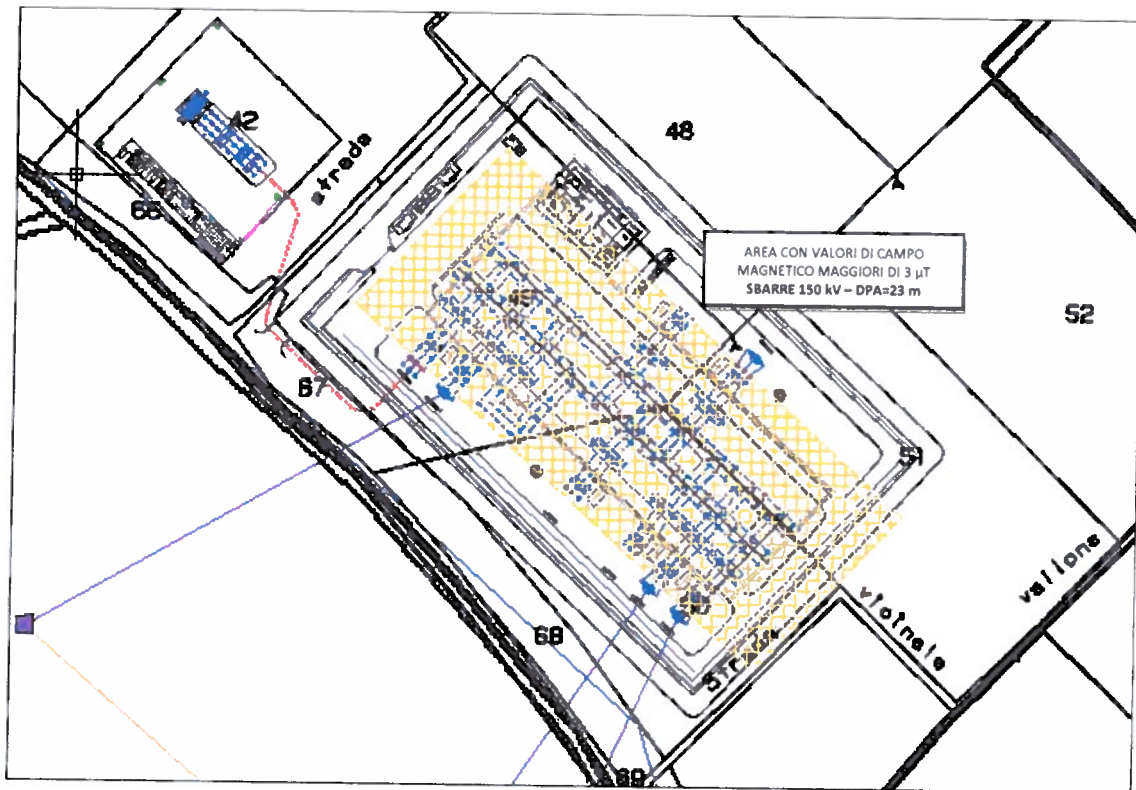 42
strada
48
66
AREA CON VALORI DI CAMPO
MAGNETICO MAGGIORI DI 3 µT
SBARRE 150 kV – DPA=23 m
52
67
51
vallone
68
69